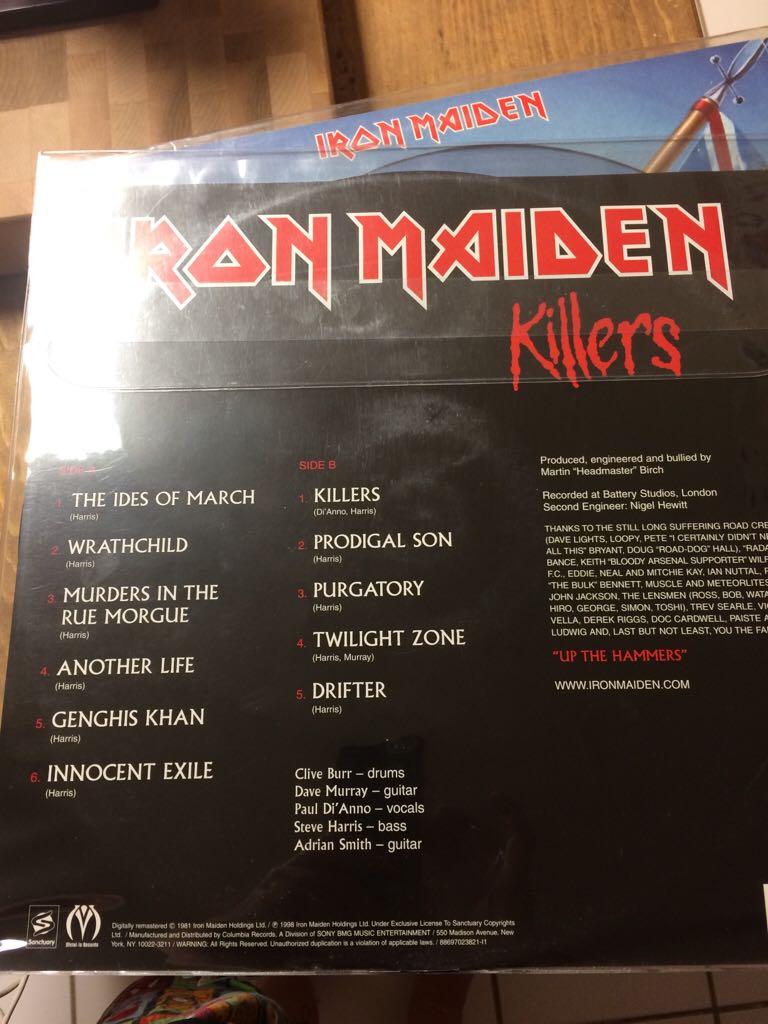 IRON MAIDEN
IRON MAIDEN
Killers
SIDE A
1. THE IDES OF MARCH
(Harris)
2. WRATHCHILD
(Harris)
3. MURDERS IN THE
RUE MORGUE
(Harris)
4. ANOTHER LIFE
(Harris)
5. GENGHIS KHAN
(Harris)
6. INNOCENT EXILE
(Harris)
SIDE B
1. KILLERS
(Di'Anno, Harris)
2. PRODIGAL SON
(Harris)
3. PURGATORY
(Harris)
4. TWILIGHT ZONE
(Harris, Murray)
5. DRIFTER
(Harris)
Clive Burr – drums
Dave Murray – guitar
Paul Di'Anno – vocals
Steve Harris – bass
Adrian Smith – guitar
Produced, engineered and bullied by
Martin "Headmaster" Birch
Recorded at Battery Studios, London
Second Engineer: Nigel Hewitt
THANKS TO THE STILL LONG SUFFERING ROAD CRE
(DAVE LIGHTS, LOOPY, PETE "I CERTAINLY DIDN'T NE
ALL THIS" BRYANT, DOUG "ROAD-DOG" HALL), "RADA
BANCE, KEITH "BLOODY ARSENAL SUPPORTER" WILF
F.C., EDDIE, NEAL AND MITCHIE KAY, IAN NUTTAL,
"THE BULK" BENNETT, MUSCLE AND METEORLITES
JOHN JACKSON, THE LENSMEN (ROSS, BOB, WATA
HIRO, GEORGE, SIMON, TOSHI), TREV SEARLE, VI
VELLA, DEREK RIGGS, DOC CARDWELL, PAISTE A
LUDWIG AND, LAST BUT NOT LEAST, YOU THE FA
"UP THE HAMMERS"
WWW.IRONMAIDEN.COM
Sanctuary
Metal-is Records
Digitally remastered © 1981 Iron Maiden Holdings Ltd. / ℗ 1998 Iron Maiden Holdings Ltd. Under Exclusive License To Sanctuary Copyrights
Ltd. / Manufactured and Distributed by Columbia Records, A Division of SONY BMG MUSIC ENTERTAINMENT / 550 Madison Avenue, New
York, NY 10022-3211 / WARNING: All Rights Reserved. Unauthorized duplication is a violation of applicable laws. / 88697023821-I1